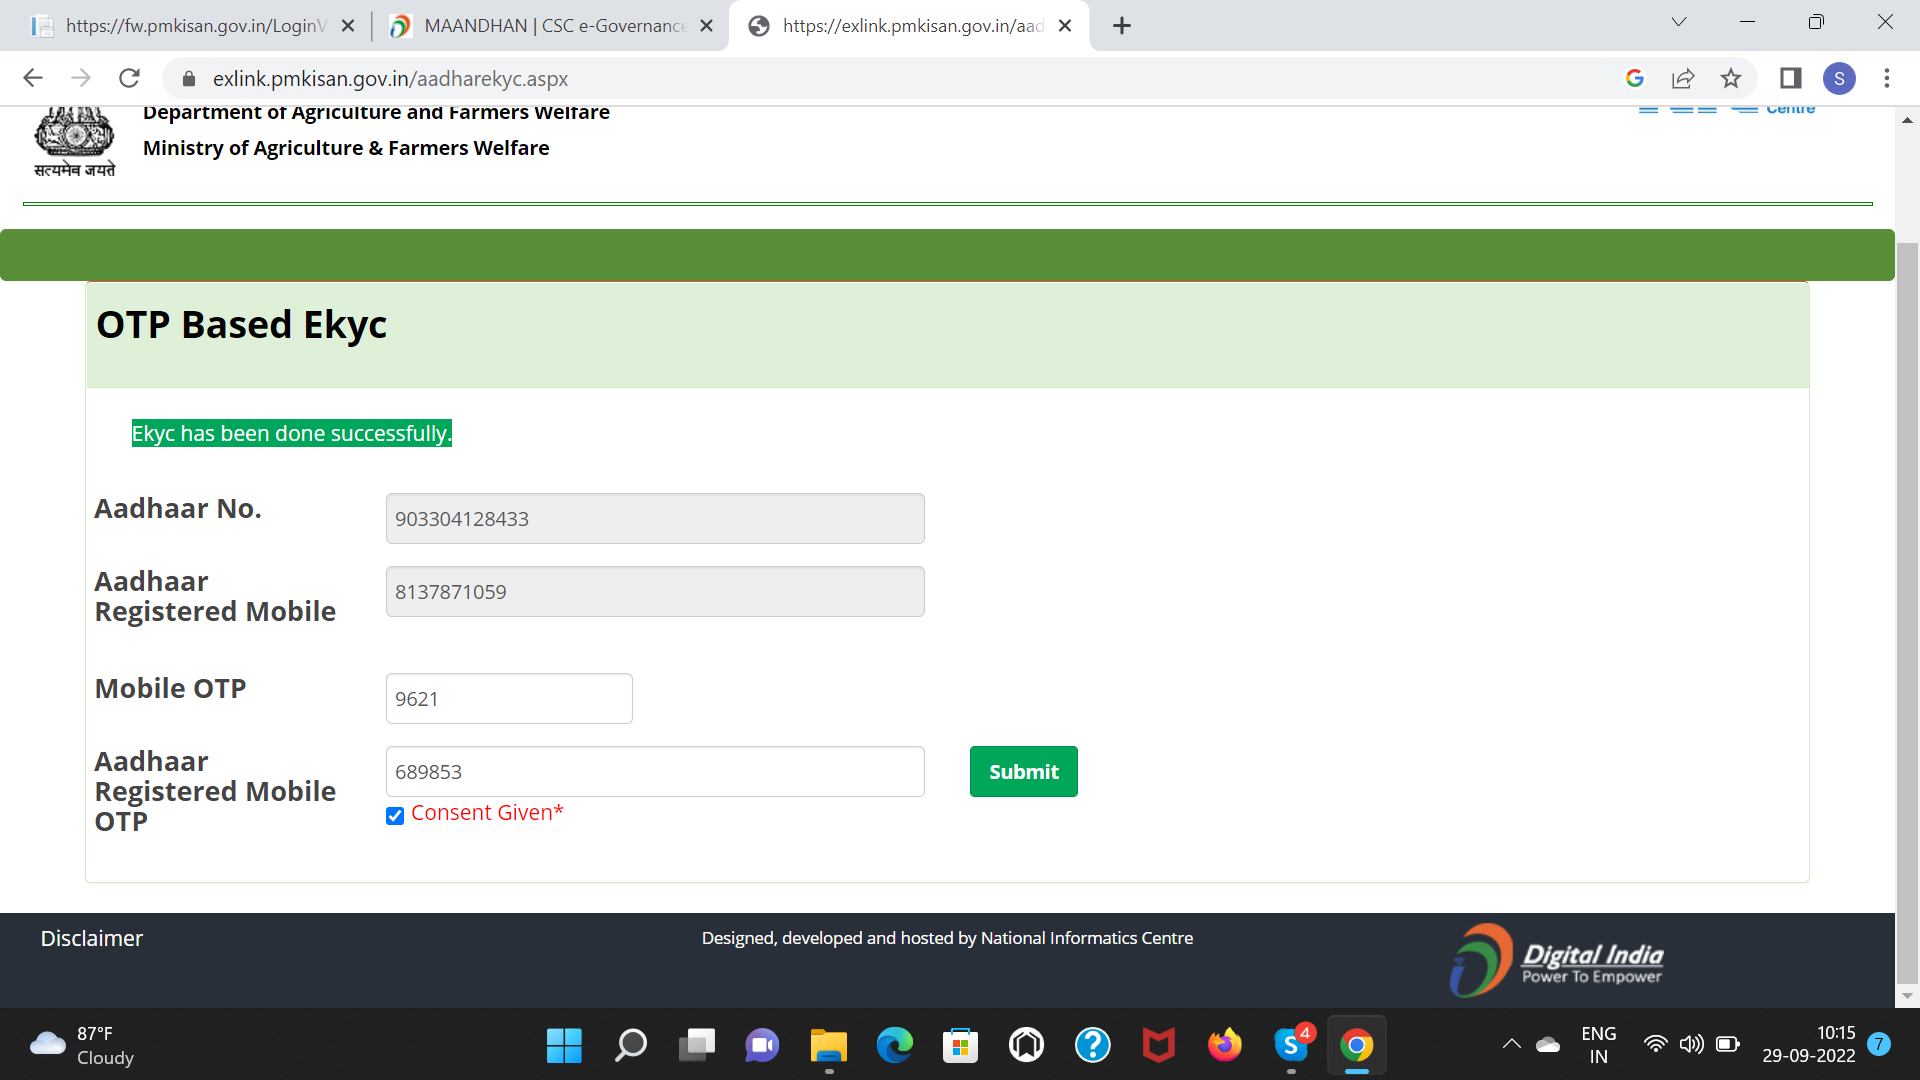 https://fw.pmkisan.gov.in/LoginV
MAANDHAN | CSC e-Governance
https://exlink.pmkisan.gov.in/aad
exlink.pmkisan.gov.in/aadharekyc.aspx
S
Department of Agriculture and Farmers Welfare
Centre
Ministry of Agriculture & Farmers Welfare
सत्यमेव जयते
OTP Based Ekyc
Ekyc has been done successfully.
Aadhaar No.
903304128433
Aadhaar
Registered Mobile
8137871059
Mobile OTP
9621
Aadhaar
Registered Mobile
OTP
689853
Submit
Consent Given*
Disclaimer
Designed, developed and hosted by National Informatics Centre
Digital India
Power To Empower
87°F
Cloudy
4
ENG
IN
10:15
29-09-2022
7